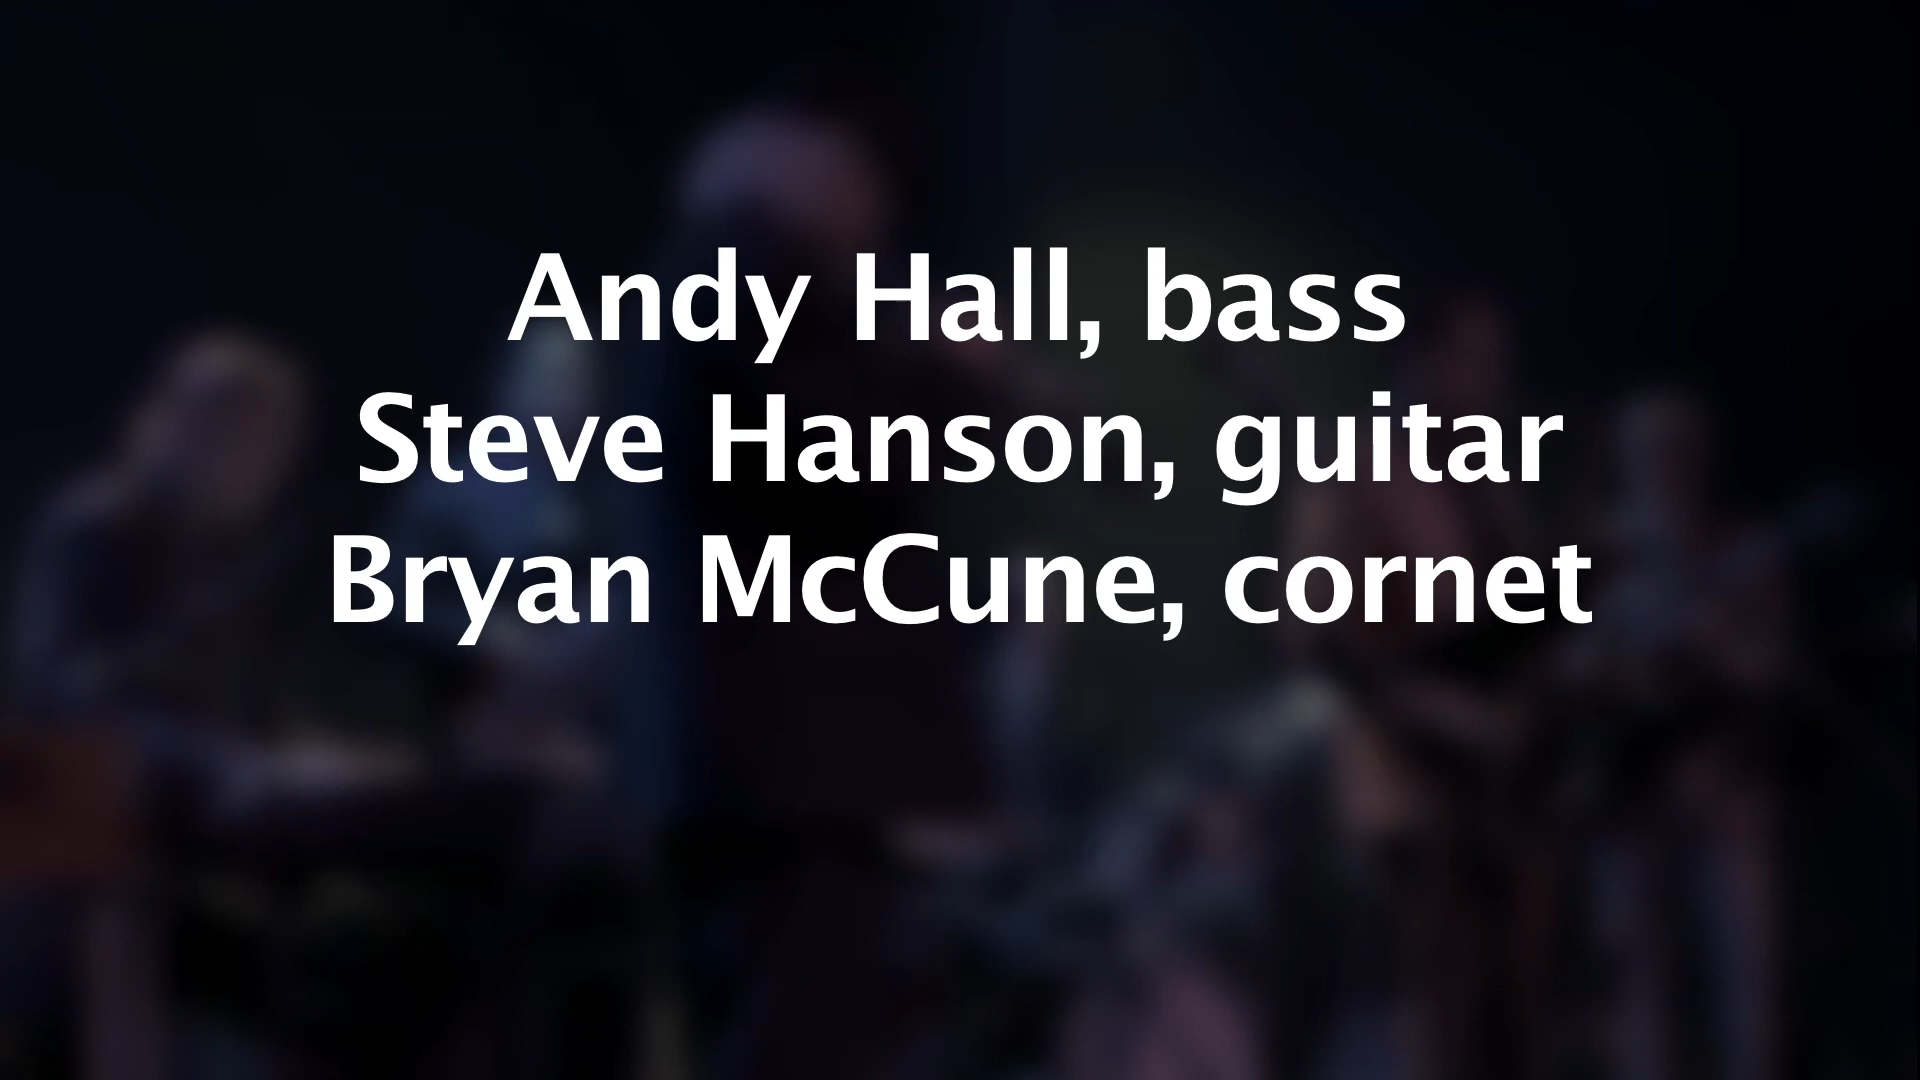 Andy Hall, bass
Steve Hanson, guitar
Bryan McCune, cornet